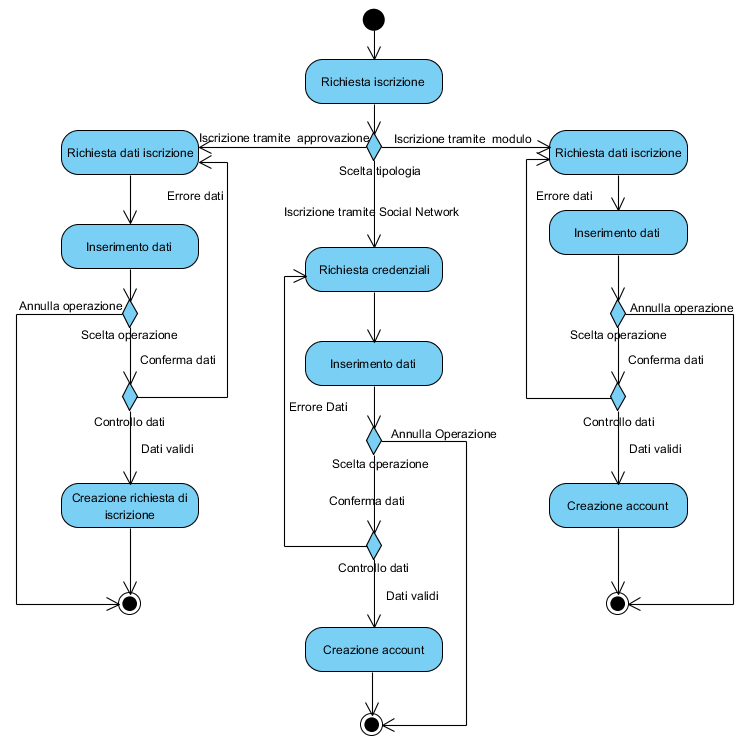 Richiesta iscrizione
Iscrizione tramite  approvazione
Iscrizione tramite  modulo
Scelta tipologia
Richiesta dati iscrizione
Richiesta dati iscrizione
Errore dati
Errore dati
Iscrizione tramite Social Network
Inserimento dati
Inserimento dati
Richiesta credenziali
Annulla operazione
Annulla operazione
Scelta operazione
Scelta operazione
Conferma dati
Conferma dati
Inserimento dati
Errore Dati
Controllo dati
Controllo dati
Annulla Operazione
Dati validi
Dati validi
Scelta operazione
Creazione richiesta di
iscrizione
Conferma dati
Creazione account
Controllo dati
Dati validi
Creazione account